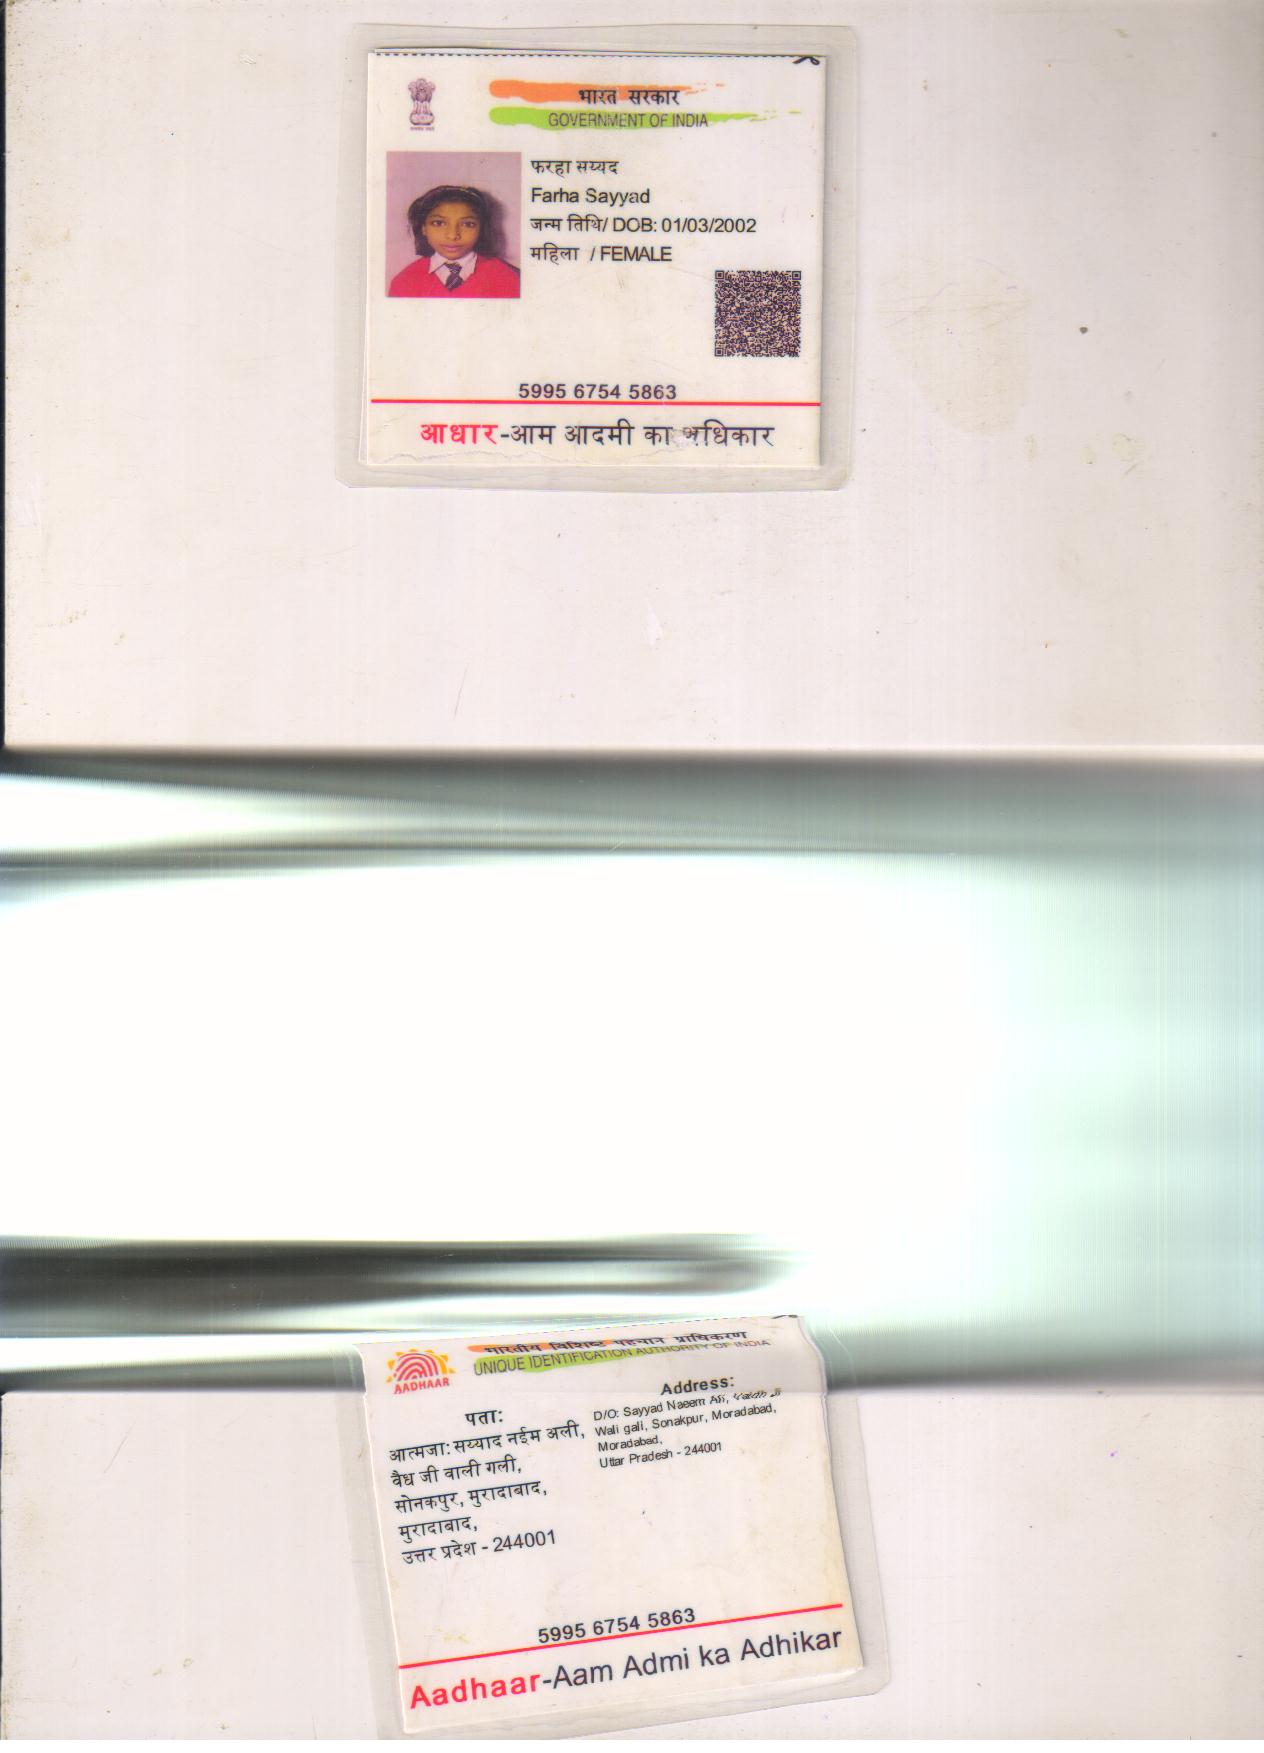 भारत सरकार
GOVERNMENT OF INDIA
फरहा सय्यद
Farha Sayyad
जन्म तिथि/ DOB: 01/03/2002
महिला / FEMALE
5995 6754 5863
आधार-आम आदमी का अधिकार
भारतीय विशिष्ट पहचान प्राधिकरण
UNIQUE IDENTIFICATION AUTHORITY OF INDIA
AADHAAR
पता:
आत्मजा: सय्याद नईम अली,
वैध जी वाली गली,
सोनकपुर, मुरादाबाद,
मुरादाबाद,
उत्तर प्रदेश - 244001
Address:
D/O: Sayyad Naeem Ali,
Wali gali, Sonakpur, Moradabad,
Moradabad,
Uttar Pradesh - 244001
5995 6754 5863
Aadhaar-Aam Admi ka Adhikar